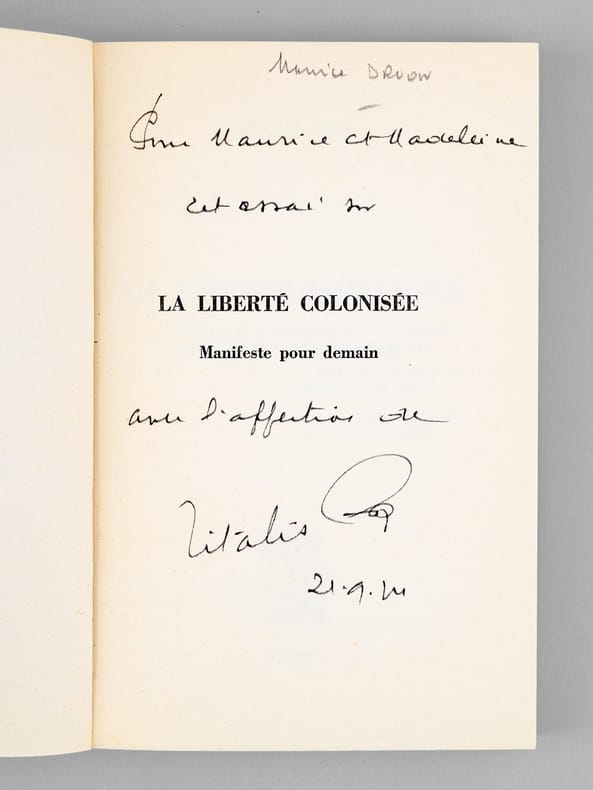 Maurice DRUON
Pour Maurice et Madeleine
cet essai sur
LA LIBERTÉ COLONISÉE
Manifeste pour demain
avec l'affection de
Vitalis
21.9.